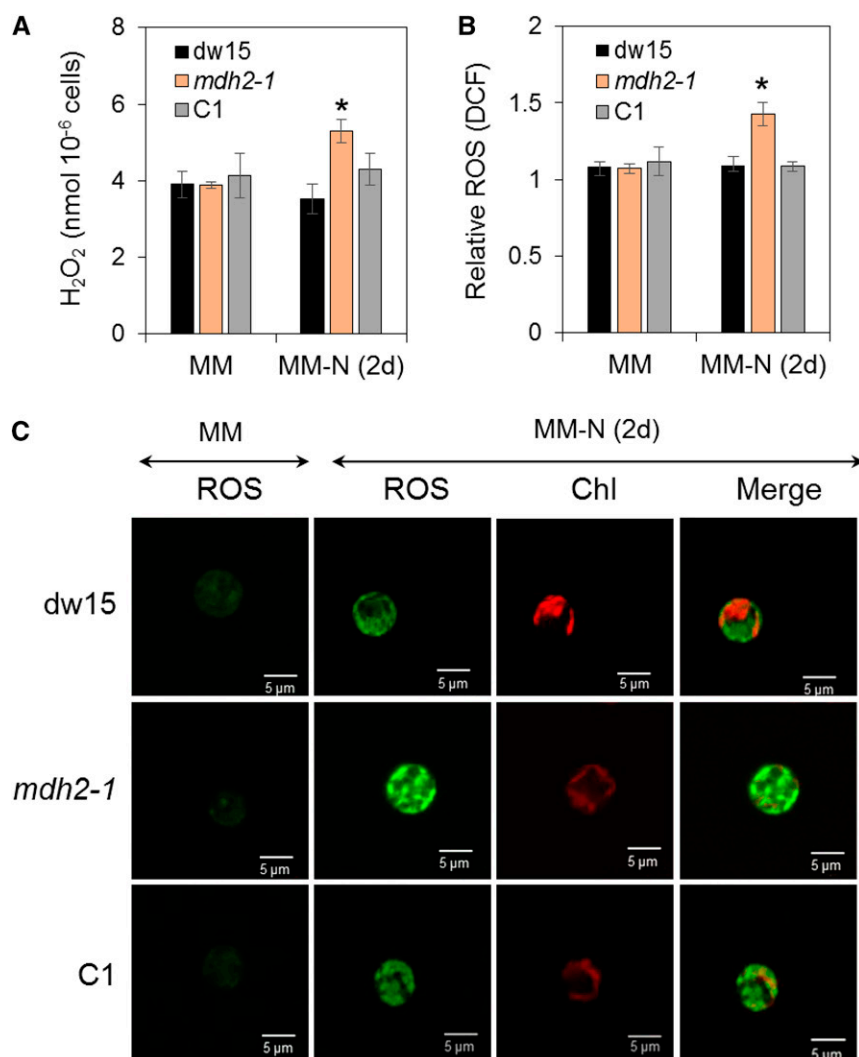 A
H₂O₂ (nmol 10⁻⁶ cells)
8
6
4
2
0
dw15
mdh2-1
C1
*
MM MM-N (2d)
B
Relative ROS (DCF)
2
1.5
1
0.5
0
dw15
mdh2-1
C1
*
MM MM-N (2d)
C
MM MM-N (2d)
ROS ROS Chl Merge
dw15
5 µm 5 µm 5 µm 5 µm
mdh2-1
5 µm 5 µm 5 µm 5 µm
C1
5 µm 5 µm 5 µm 5 µm